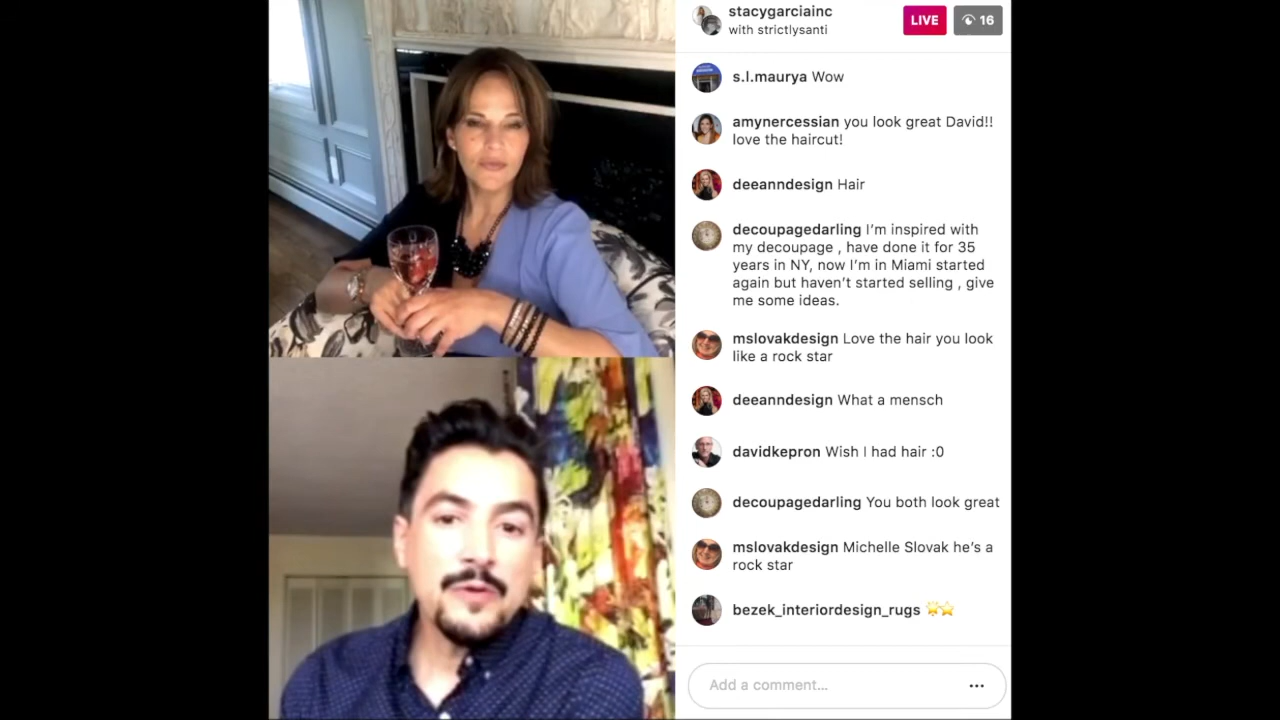 stacygarciainc
with strictlysanti
LIVE
16
s.l.maurya Wow
amynercessian you look great David!!
love the haircut!
deeanndesign Hair
decoupagedarling I'm inspired with
my decoupage , have done it for 35
years in NY, now I'm in Miami started
again but haven't started selling , give
me some ideas.
mslovakdesign Love the hair you look
like a rock star
deeanndesign What a mensch
davidkepron Wish I had hair :0
decoupagedarling You both look great
mslovakdesign Michelle Slovak he's a
rock star
bezek_interiordesign_rugs 🌟⭐
Add a comment...